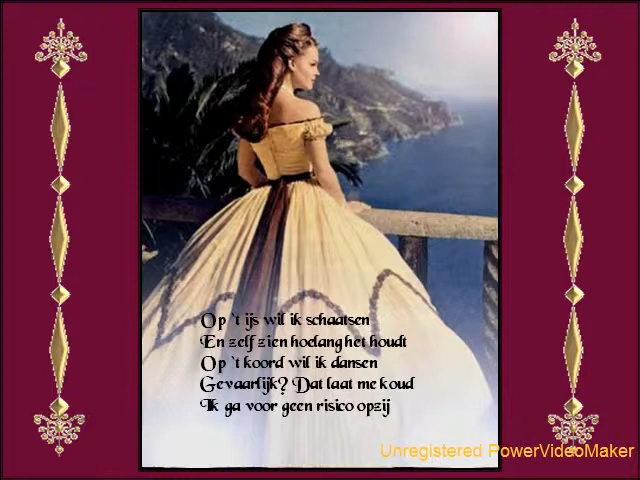 Op `t ijs wil ik schaatsen
En zelf zien hoelang het houdt
Op `t koord wil ik dansen
Gevaarlijk? Dat laat me koud
Ik ga voor geen risico opzij
Unregistered PowerVideoMaker